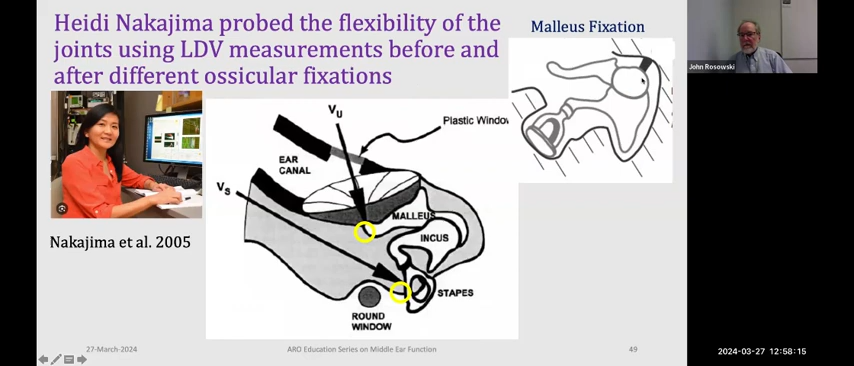 Heidi Nakajima probed the flexibility of the
joints using LDV measurements before and
after different ossicular fixations
Malleus Fixation
John Rosowski
Nakajima et al. 2005
VU
Plastic Window
EAR
CANAL
VS
MALLEUS
INCUS
STAPES
ROUND
WINDOW
27-March-2024
ARO Education Series on Middle Ear Function
49
2024-03-27 12:58:15